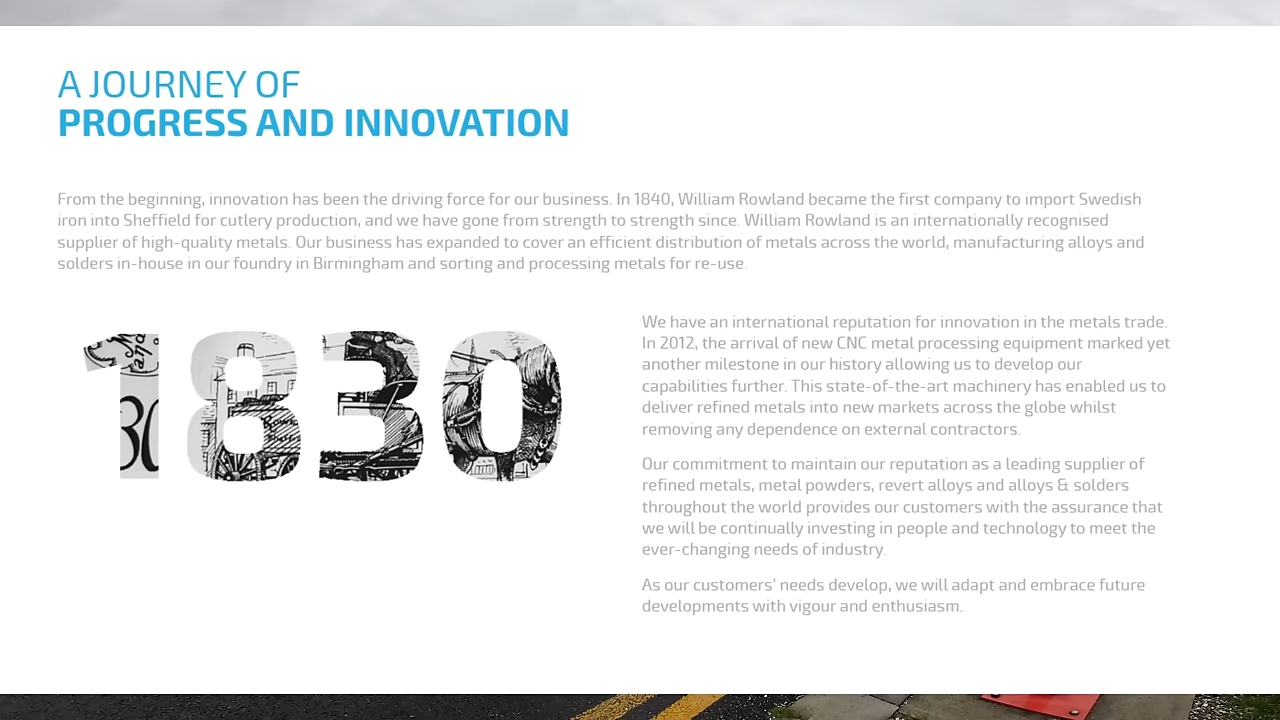 A JOURNEY OF
PROGRESS AND INNOVATION
From the beginning, innovation has been the driving force for our business. In 1840, William Rowland became the first company to import Swedish
iron into Sheffield for cutlery production, and we have gone from strength to strength since. William Rowland is an internationally recognised
supplier of high-quality metals. Our business has expanded to cover an efficient distribution of metals across the world, manufacturing alloys and
solders in-house in our foundry in Birmingham and sorting and processing metals for re-use.
1830
We have an international reputation for innovation in the metals trade.
In 2012, the arrival of new CNC metal processing equipment marked yet
another milestone in our history allowing us to develop our
capabilities further. This state-of-the-art machinery has enabled us to
deliver refined metals into new markets across the globe whilst
removing any dependence on external contractors.
Our commitment to maintain our reputation as a leading supplier of
refined metals, metal powders, revert alloys and alloys & solders
throughout the world provides our customers with the assurance that
we will be continually investing in people and technology to meet the
ever-changing needs of industry.
As our customers' needs develop, we will adapt and embrace future
developments with vigour and enthusiasm.